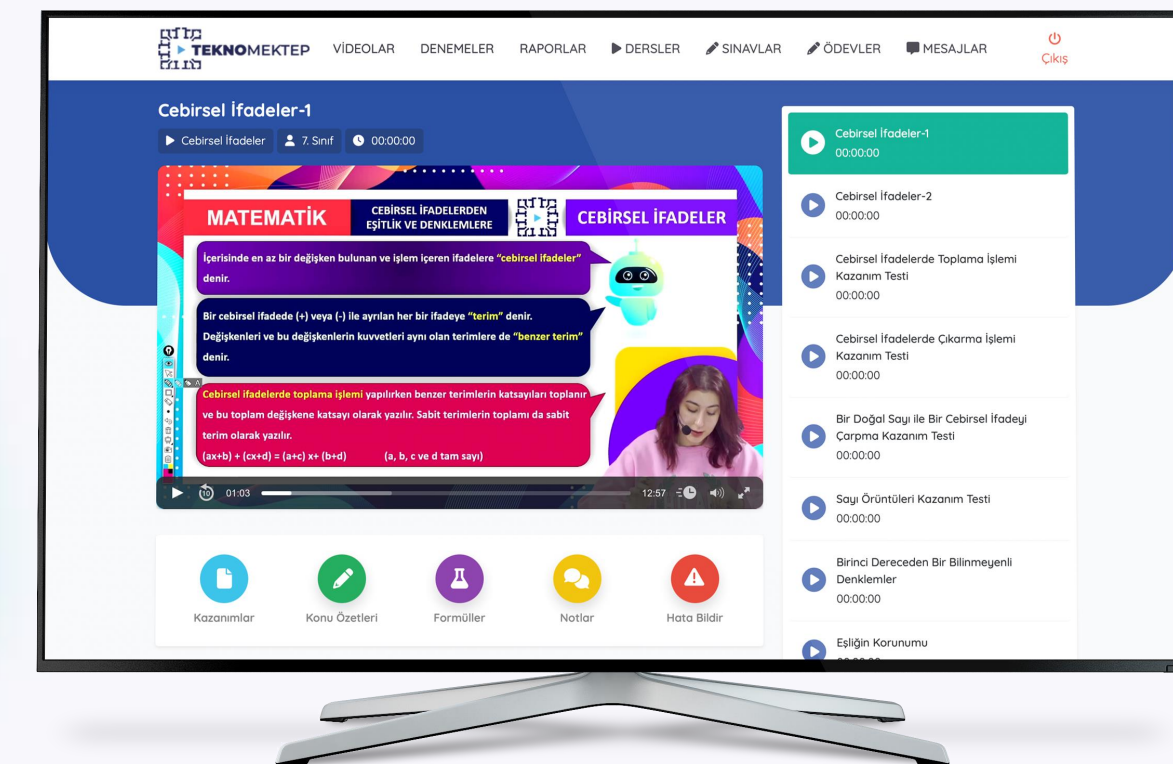 TEKNOMEKTEP
VİDEOLAR
DENEMELER
RAPORLAR
DERSLER
SINAVLAR
ÖDEVLER
MESAJLAR
Çıkış
Cebirsel İfadeler-1
Cebirsel İfadeler
7. Sınıf
00:00:00
MATEMATİK
CEBİRSEL İFADELERDEN
EŞİTLİK VE DENKLEMLERE
CEBİRSEL İFADELER
İçerisinde en az bir değişken bulunan ve işlem içeren ifadelere “cebirsel ifadeler”
denir.
Bir cebirsel ifadede (+) veya (-) ile ayrılan her bir ifadeye “terim” denir.
Değişkenleri ve bu değişkenlerin kuvvetleri aynı olan terimlere de “benzer terim”
denir.
Cebirsel ifadelerde toplama işlemi yapılırken benzer terimlerin katsayıları toplanır
ve bu toplam değişkene katsayı olarak yazılır. Sabit terimlerin toplamı da sabit
terim olarak yazılır.
(ax+b) + (cx+d) = (a+c) x+ (b+d) (a, b, c ve d tam sayı)
10
01:03
12:57
Kazanımlar
Konu Özetleri
Formüller
Notlar
Hata Bildir
Cebirsel İfadeler-1
00:00:00
Cebirsel İfadeler-2
00:00:00
Cebirsel İfadelerde Toplama İşlemi
Kazanım Testi
00:00:00
Cebirsel İfadelerde Çıkarma İşlemi
Kazanım Testi
00:00:00
Bir Doğal Sayı ile Bir Cebirsel İfadeyi
Çarpma Kazanım Testi
00:00:00
Sayı Örüntüleri Kazanım Testi
00:00:00
Birinci Dereceden Bir Bilinmeyenli
Denklemler
00:00:00
Eşliğin Korunumu